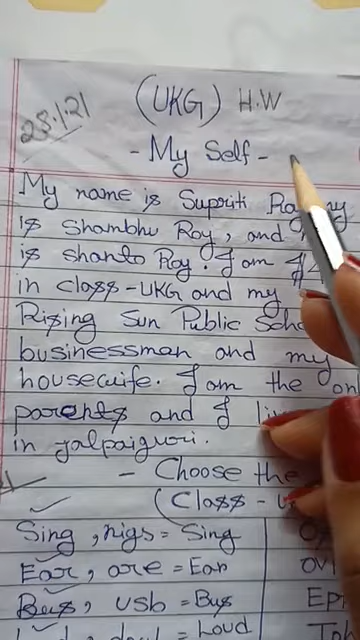 28.1.21
(UKG) H.W
- My Self -
My name is Supriti Roy my
is Shambhu Roy, and
is shanto Roy. I am
in class-UKG and my
Rising Sun Public
businessman and my
housewife. I am the
parents and I
in jalpaiguri.
- Choose the
(Class -
Sing, nigs = Sing
Ear, are = Ear
Bus, usb = Bus
= Loud